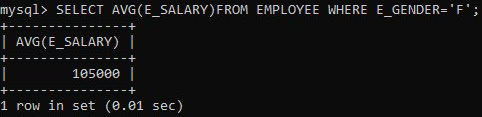 mysql> SELECT AVG(E_SALARY)FROM EMPLOYEE WHERE E_GENDER='F';
+---------------+
| AVG(E_SALARY) |
+---------------+
|        105000 |
+---------------+
1 row in set (0.01 sec)